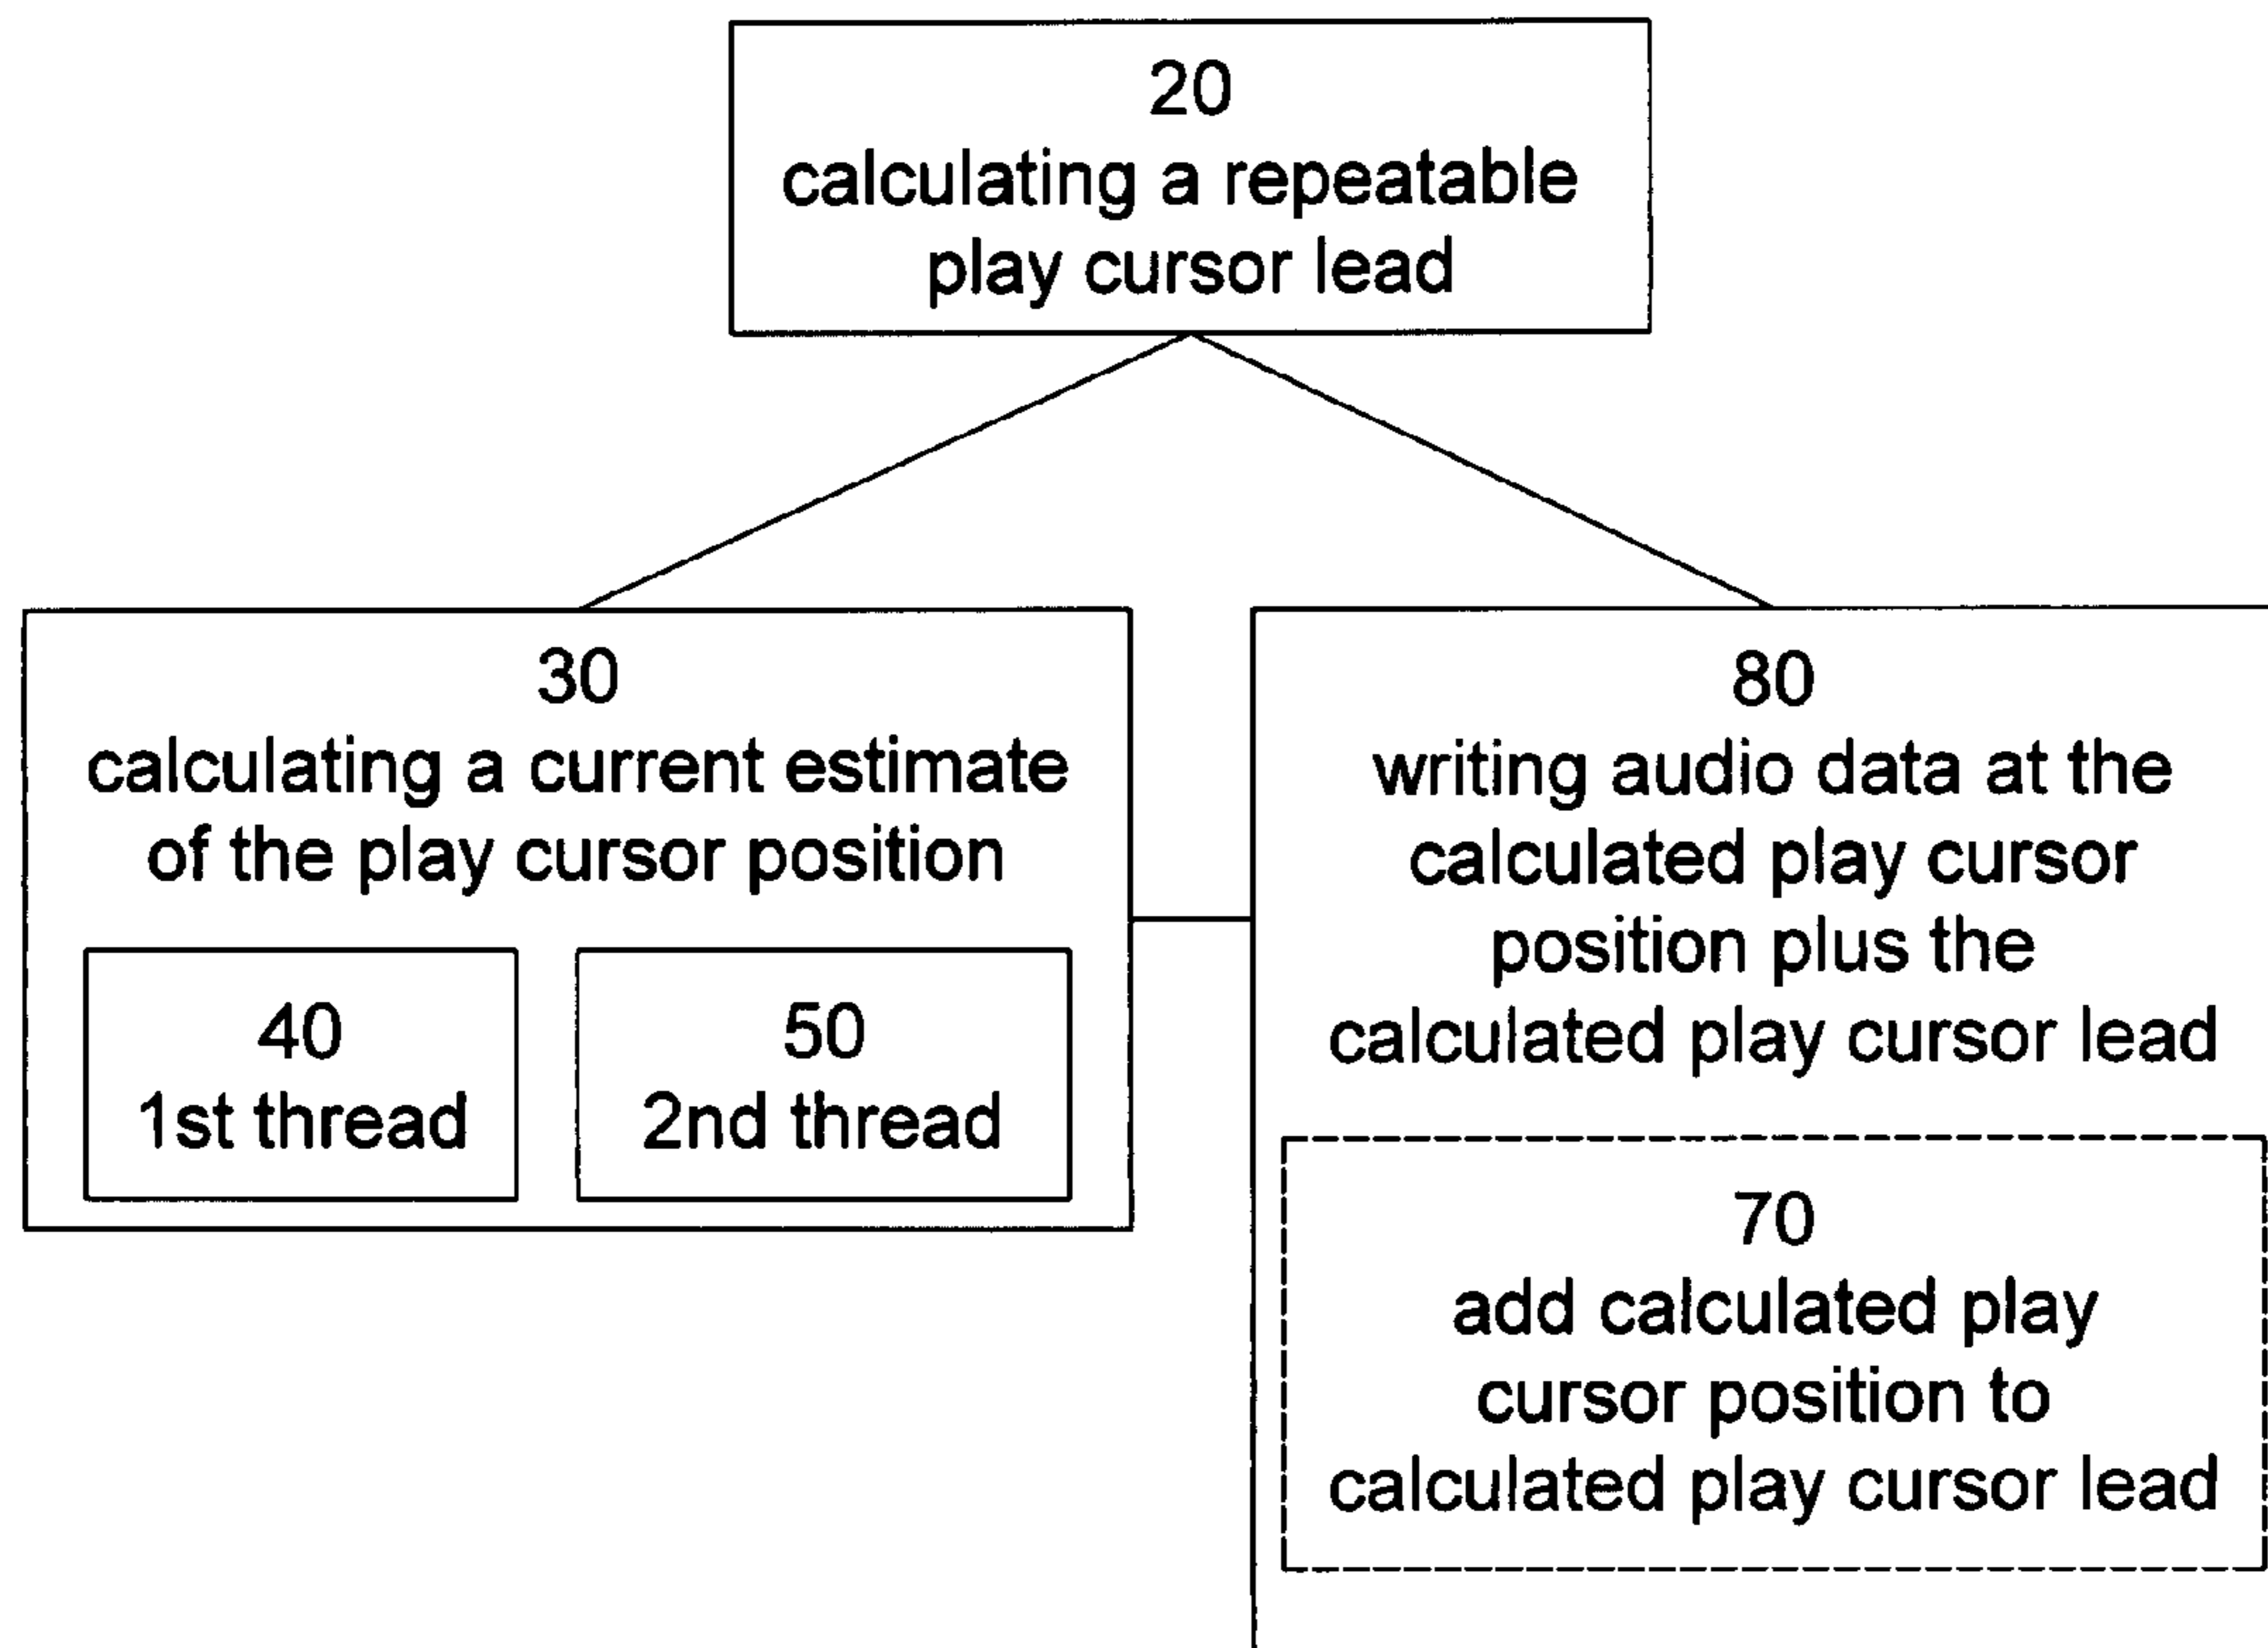 20
calculating a repeatable
play cursor lead
30
calculating a current estimate
of the play cursor position
40
1st thread
50
2nd thread
80
writing audio data at the
calculated play cursor
position plus the
calculated play cursor lead
70
add calculated play
cursor position to
calculated play cursor lead